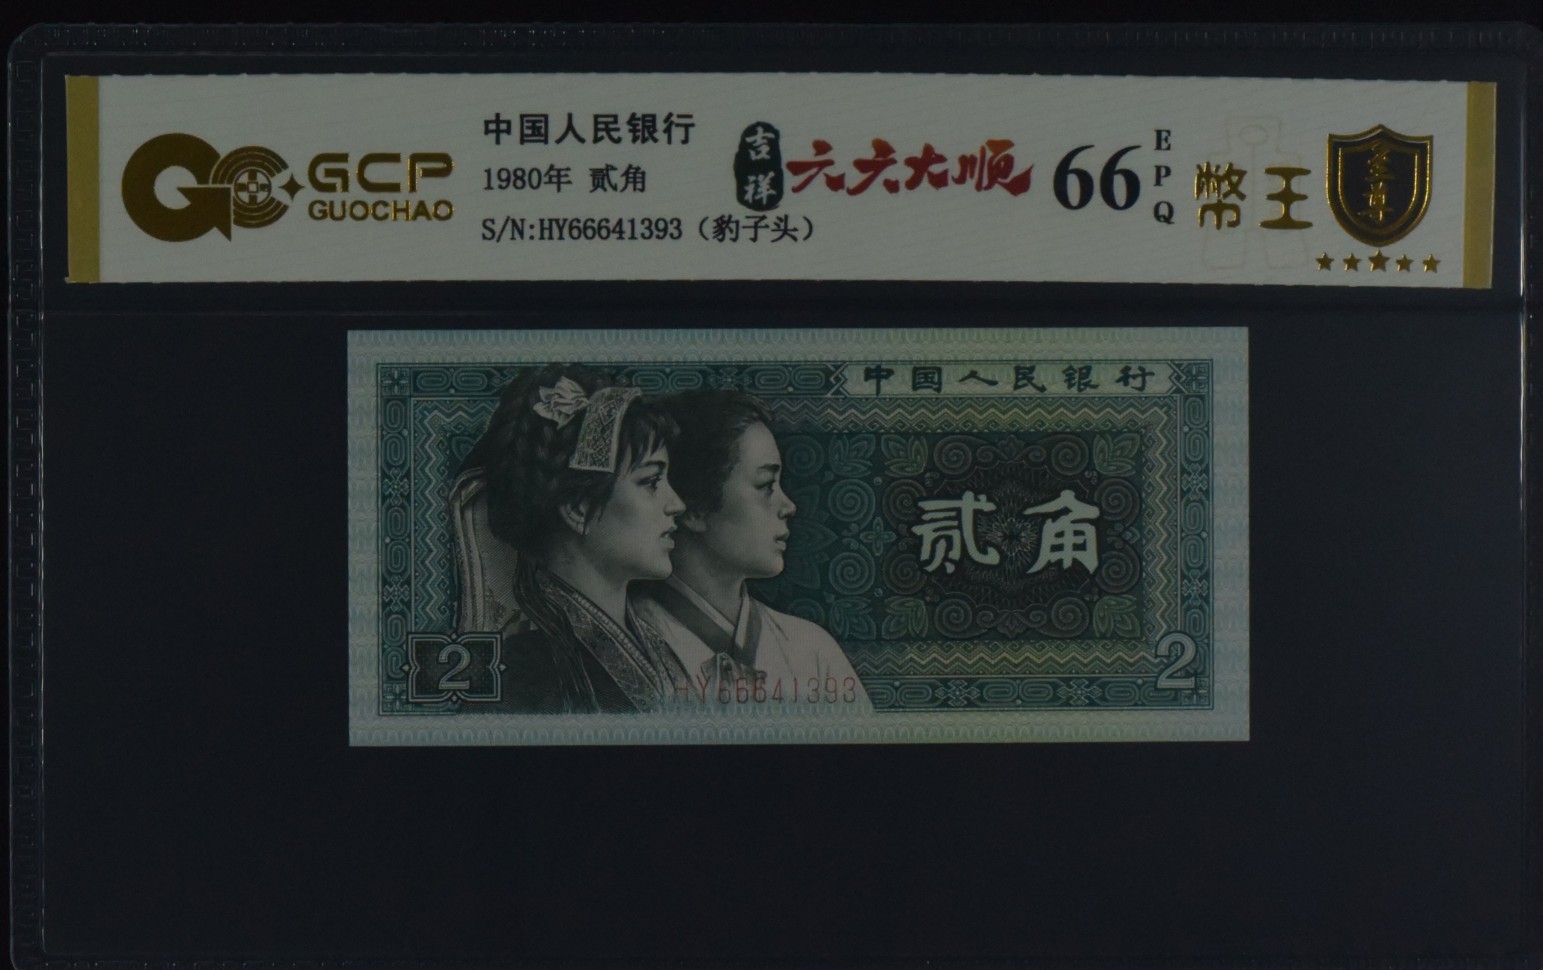 GCP
GUOCHAO
中国人民银行
1980年 贰角
S/N:HY66641393（豹子头）
吉祥
六六大顺
66
EPQ
幣王
至尊
中国人民银行
贰角
2
HY66641393
2